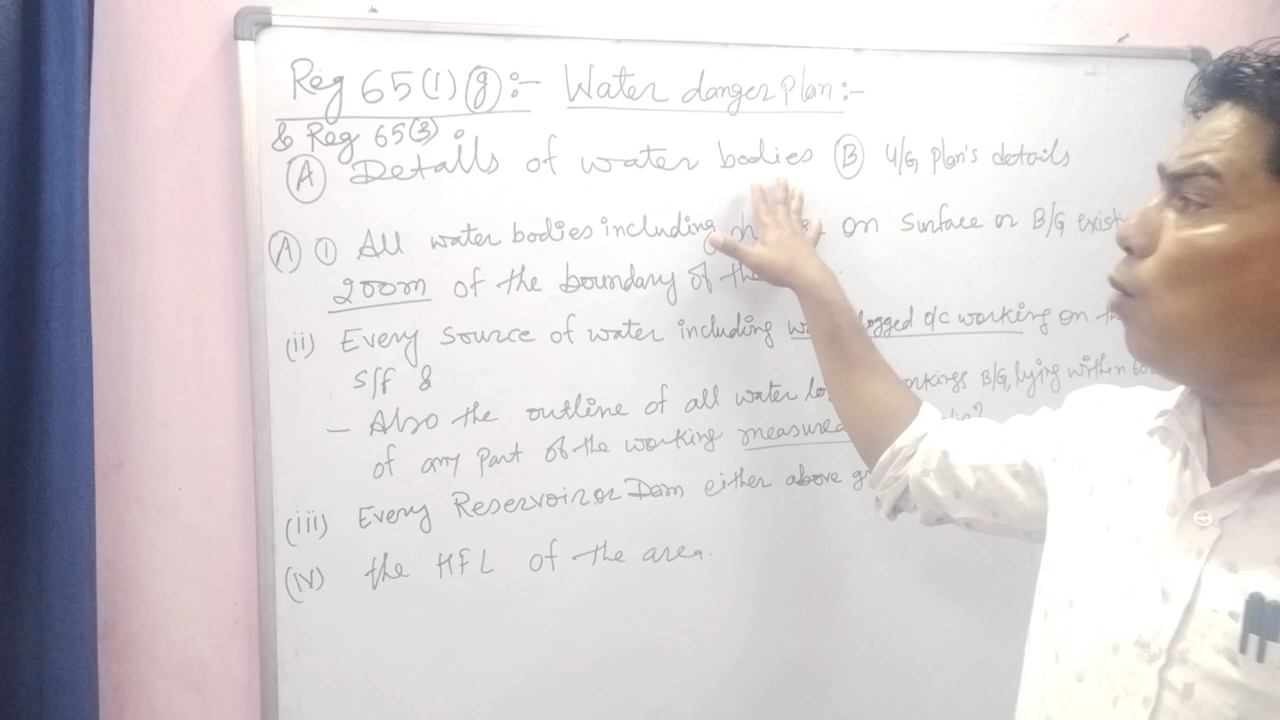 Reg 65(1)(g):- Water danger plan:-
& Reg 65(3):
(A) Details of water bodies (B) U/G plan's details
(A) (1) All water bodies including on surface or B/G exist
200m of the boundary of the
(ii) Every source of water including logged o/c working on
s/f &
- Also the outline of all water B/G, lying within
of any part of the working measured
(iii) Every Reservoir or Dam either above
(iv) the HFL of the area.